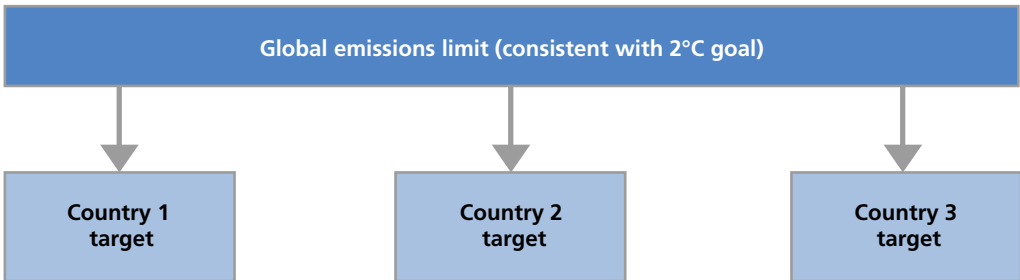 Global emissions limit (consistent with 2°C goal)
Country 1
target
Country 2
target
Country 3
target